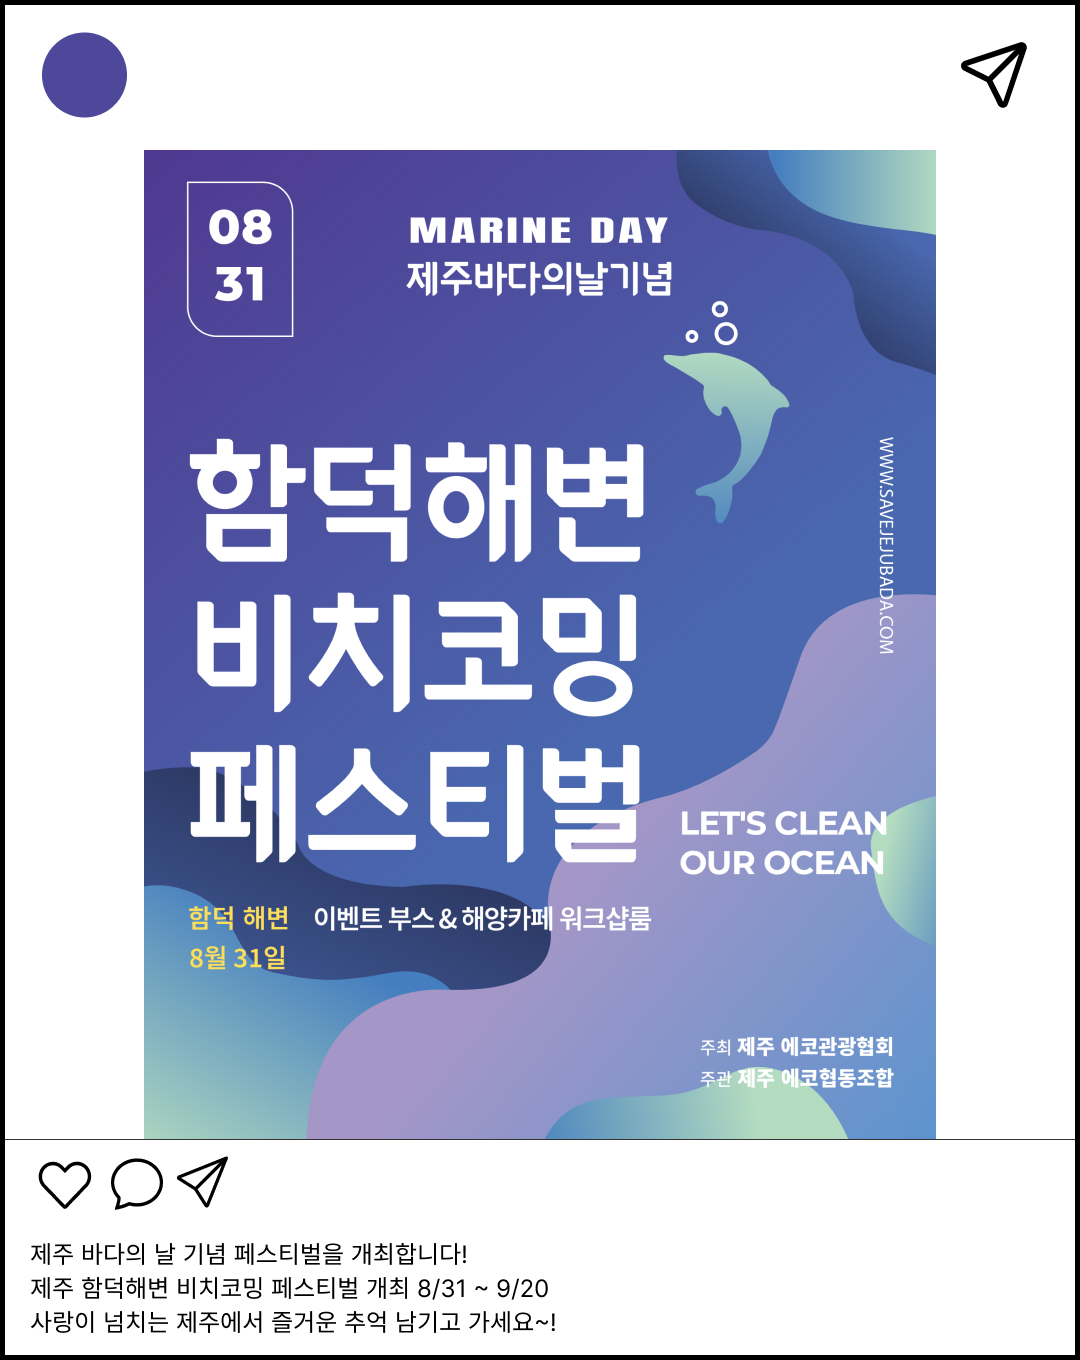 08
31
MARINE DAY
제주바다의날기념
함덕해변
비치코밍
페스티벌
WWW.SAVEJEJUBADA.COM
LET'S CLEAN
OUR OCEAN
함덕 해변 이벤트 부스 & 해양카페 워크샵룸
8월 31일
주최 제주 에코관광협회
주관 제주 에코협동조합
제주 바다의 날 기념 페스티벌을 개최합니다!
제주 함덕해변 비치코밍 페스티벌 개최 8/31 ~ 9/20
사랑이 넘치는 제주에서 즐거운 추억 남기고 가세요~!